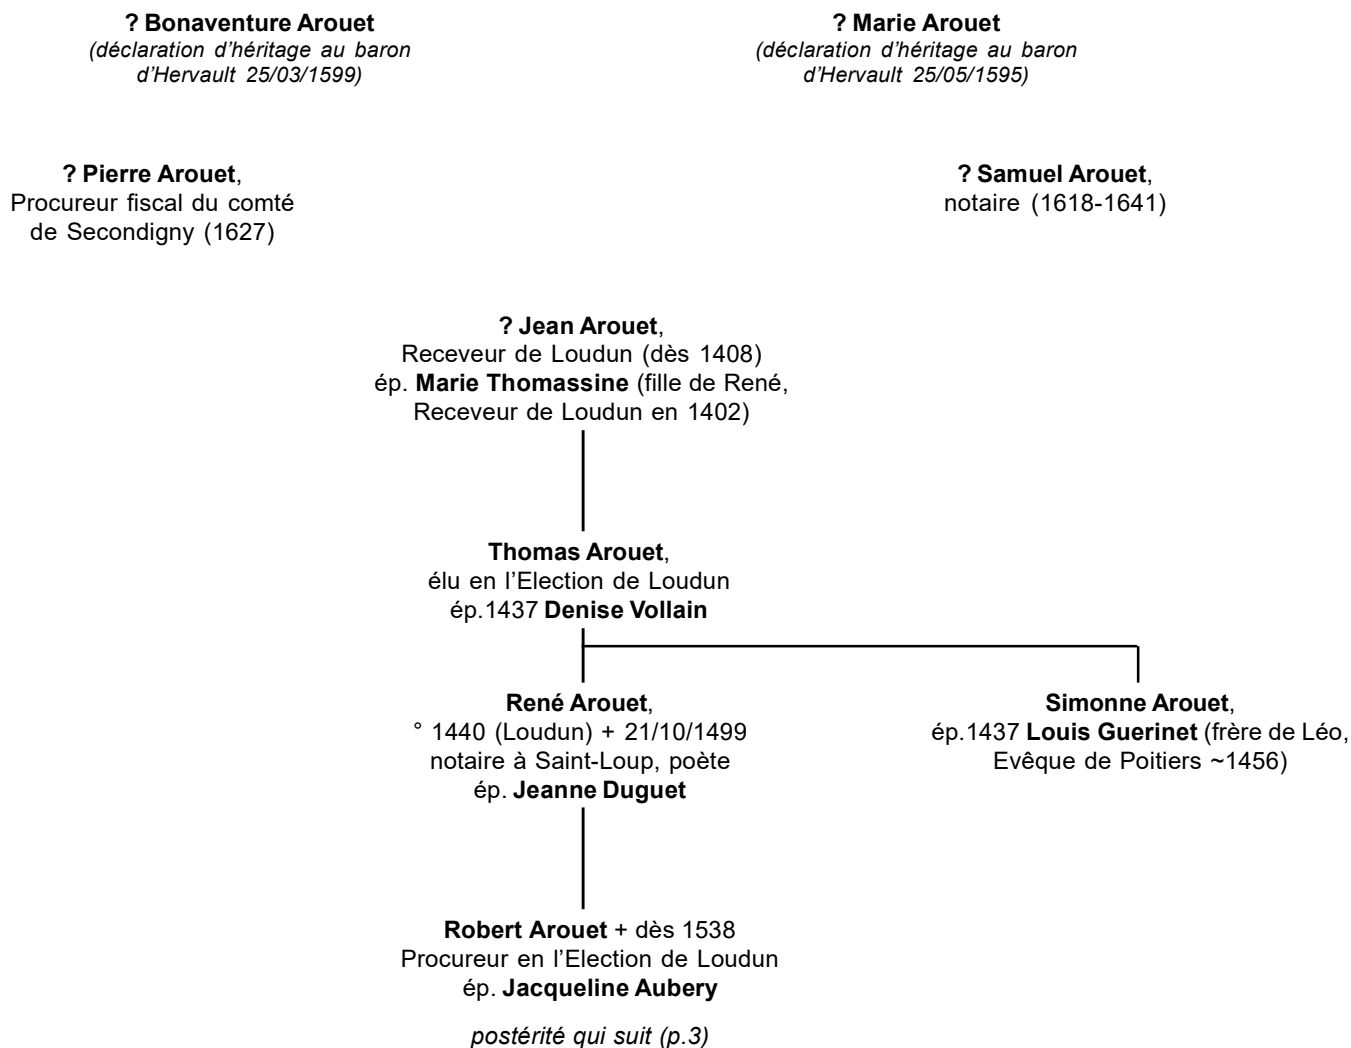 ? Bonaventure Arouet
(déclaration d’héritage au baron
d’Hervault 25/03/1599)
? Marie Arouet
(déclaration d’héritage au baron
d’Hervault 25/05/1595)
? Pierre Arouet,
Procureur fiscal du comté
de Secondigny (1627)
? Samuel Arouet,
notaire (1618-1641)
? Jean Arouet,
Receveur de Loudun (dès 1408)
ép. Marie Thomassine (fille de René,
Receveur de Loudun en 1402)
Thomas Arouet,
élu en l’Election de Loudun
ép.1437 Denise Vollain
René Arouet,
° 1440 (Loudun) + 21/10/1499
notaire à Saint-Loup, poète
ép. Jeanne Duguet
Simonne Arouet,
ép.1437 Louis Guerinet (frère de Léo,
Evêque de Poitiers ~1456)
Robert Arouet + dès 1538
Procureur en l’Election de Loudun
ép. Jacqueline Aubery
postérité qui suit (p.3)